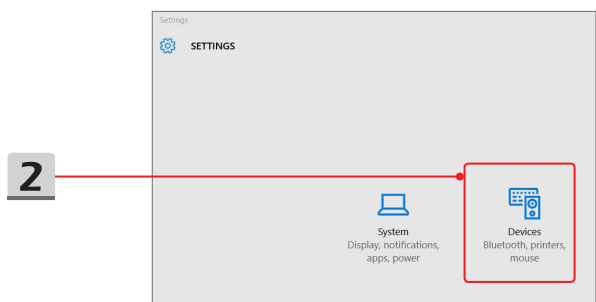 Settings
SETTINGS
2
System
Display, notifications,
apps, power
Devices
Bluetooth, printers,
mouse